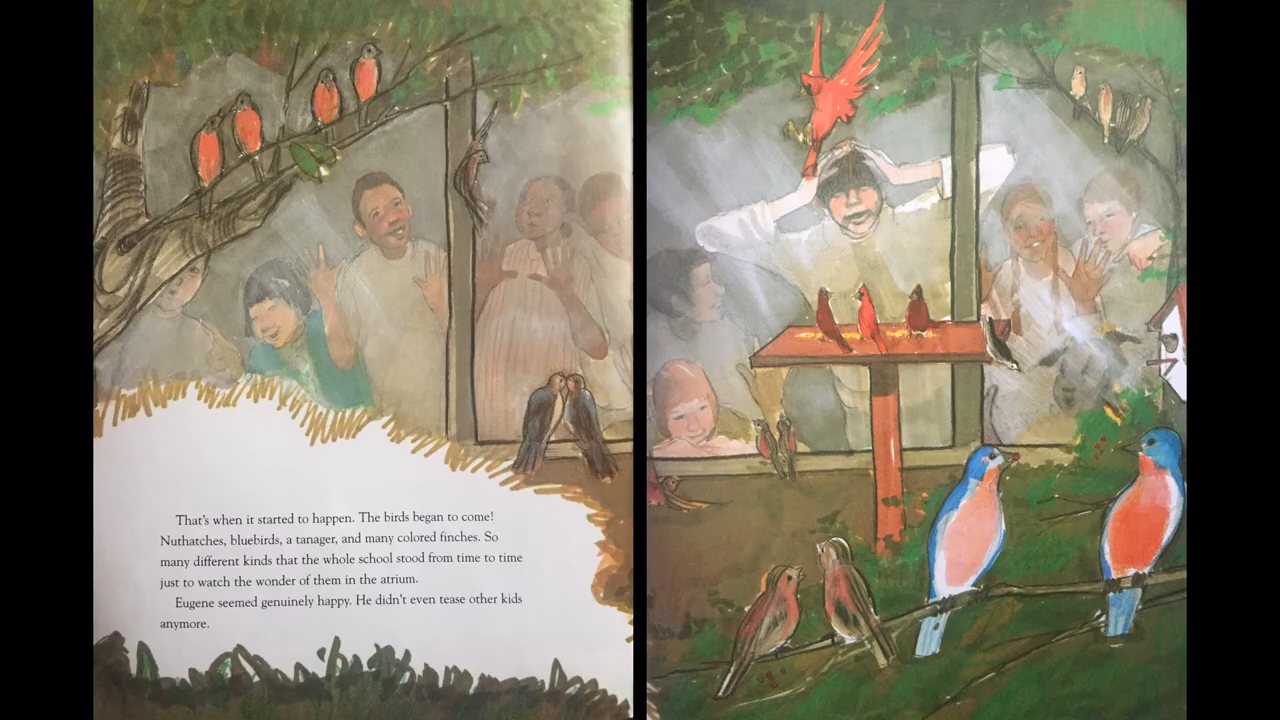 That's when it started to happen. The birds began to come!
Nuthatches, bluebirds, a tanager, and many colored finches. So
many different kinds that the whole school stood from time to time
just to watch the wonder of them in the atrium.
Eugene seemed genuinely happy. He didn't even tease other kids
anymore.